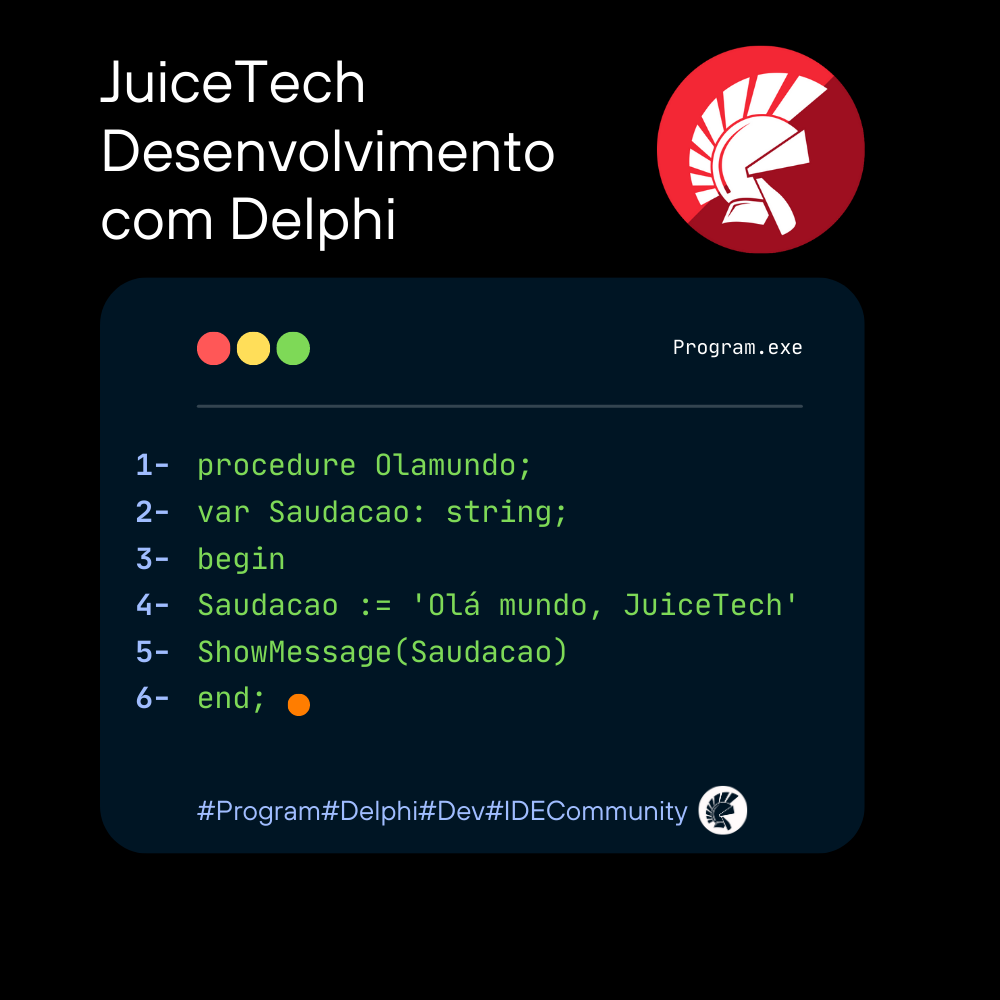 JuiceTech
Desenvolvimento
com Delphi
Program.exe
1- procedure Olamundo;
2- var Saudacao: string;
3- begin
4- Saudacao := 'Olá mundo, JuiceTech'
5- ShowMessage(Saudacao)
6- end;
#Program#Delphi#Dev#IDECommunity